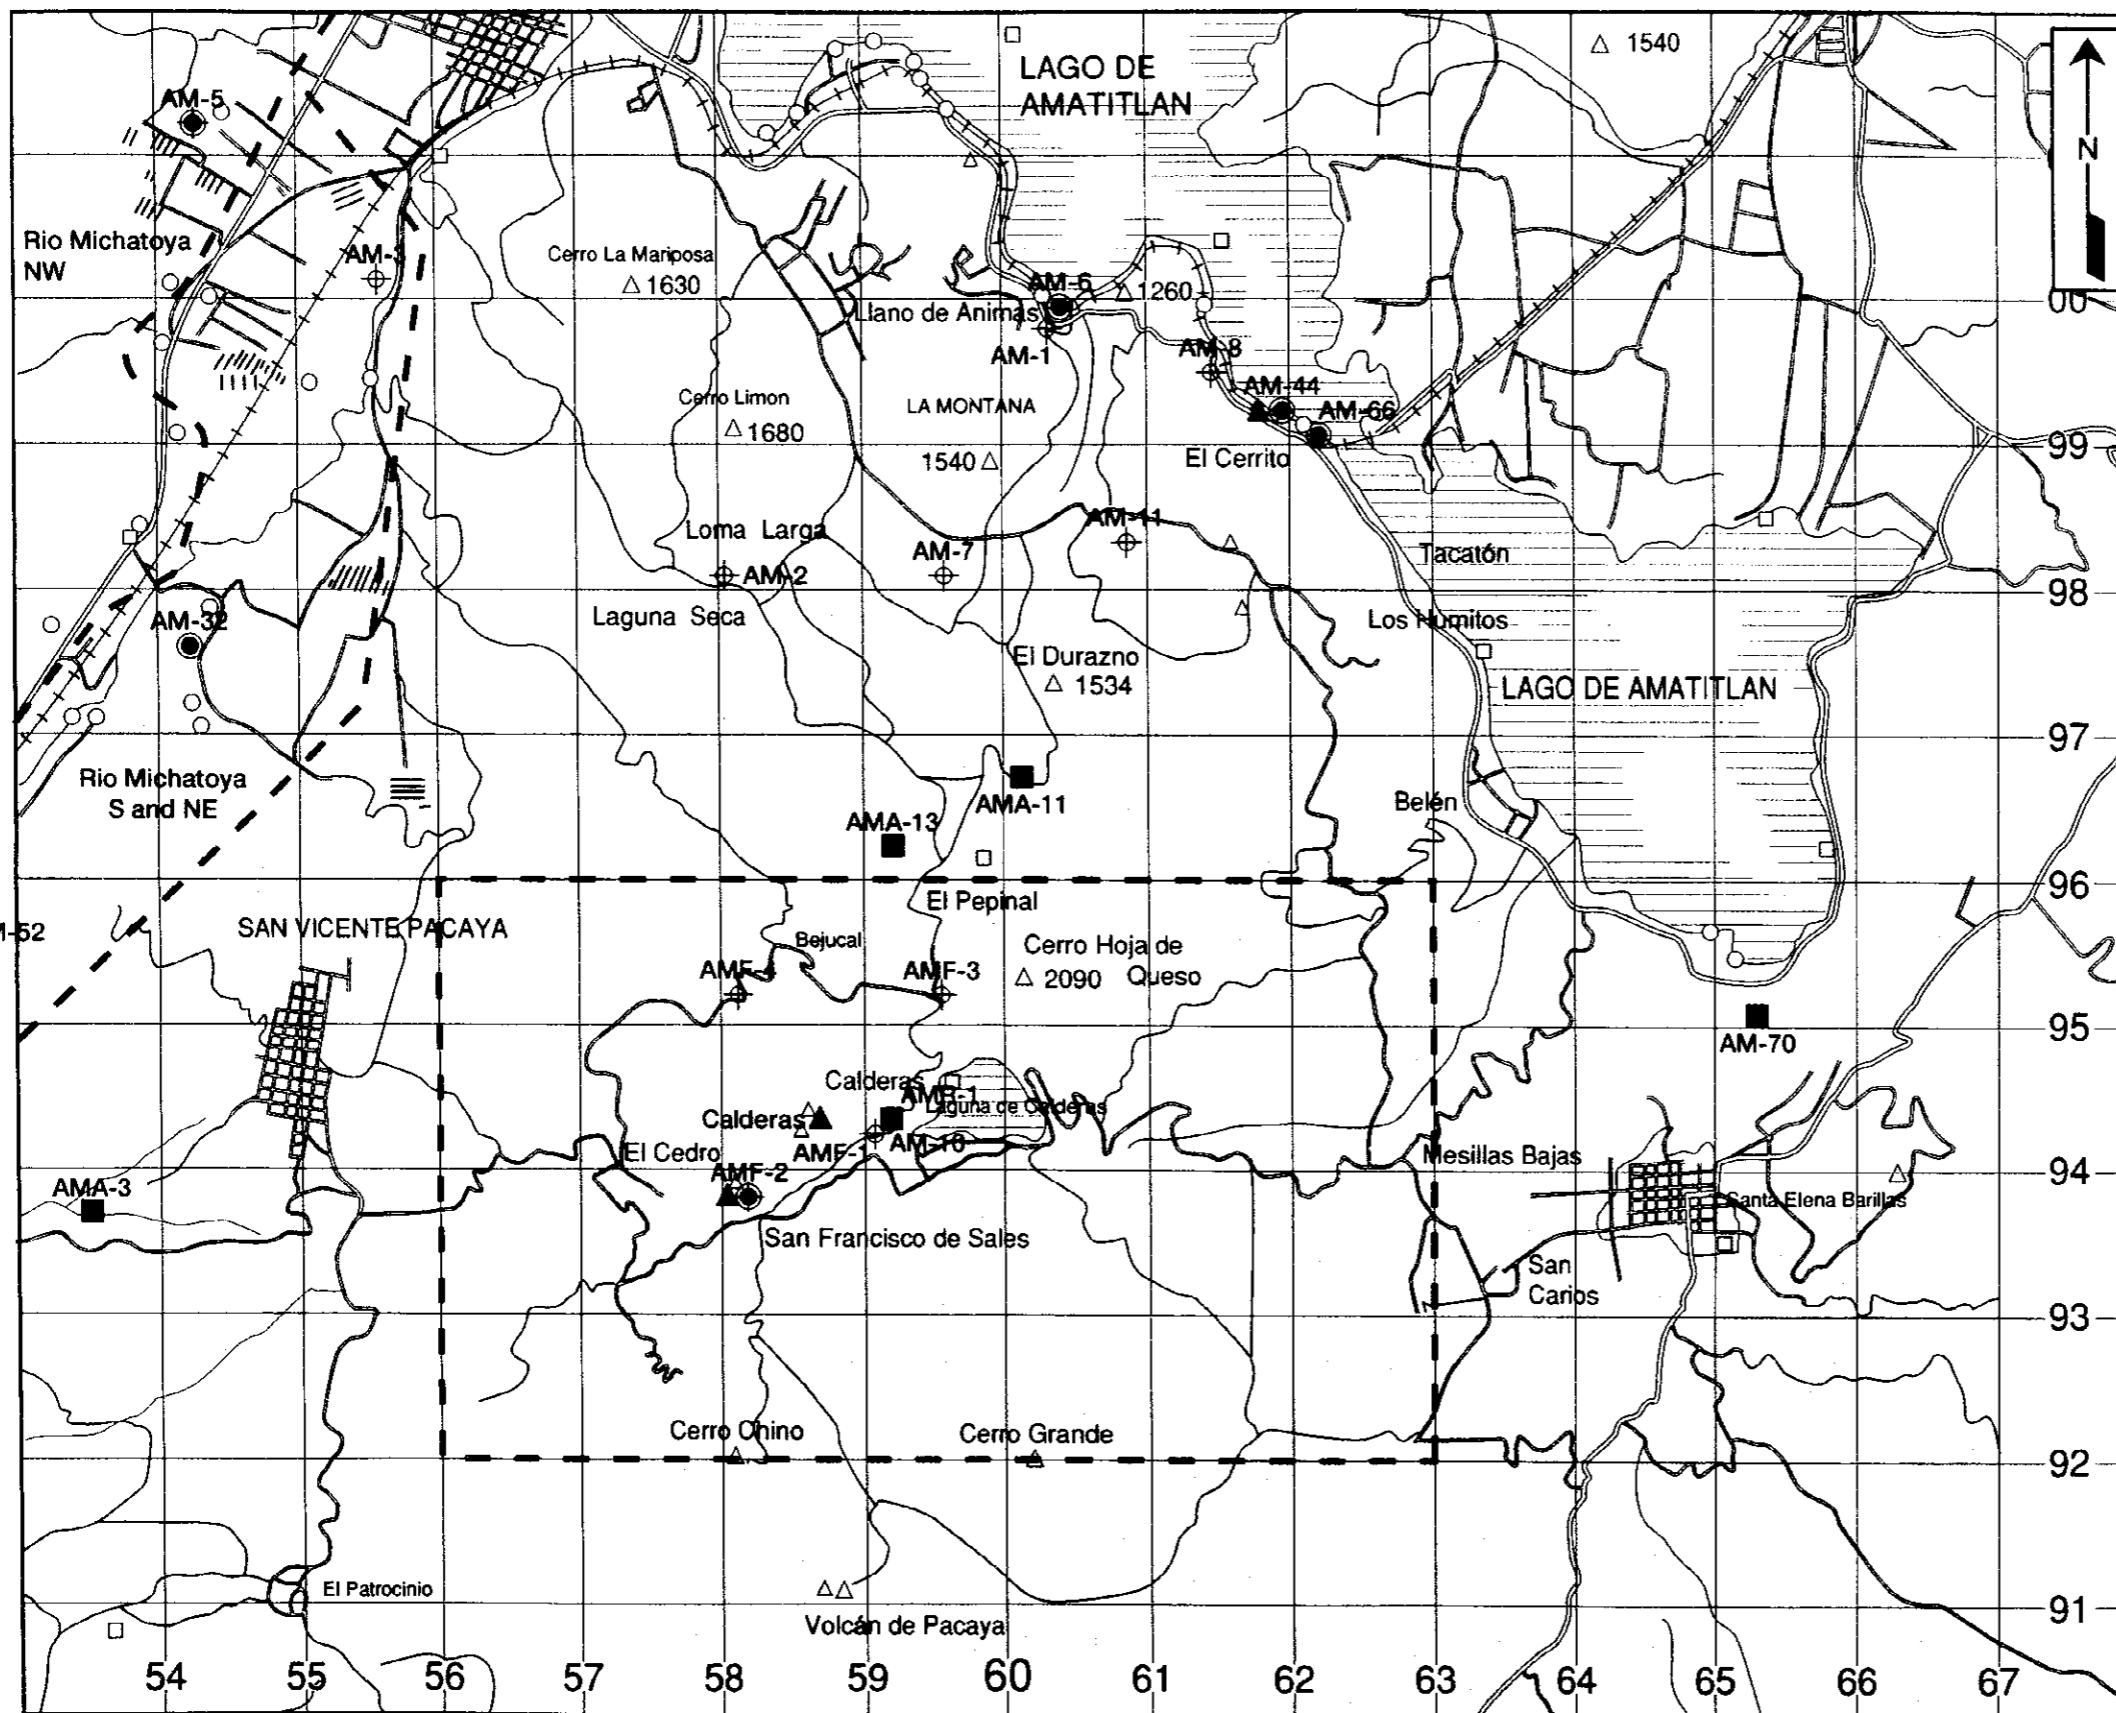 LAGO DE
AMATITLAN
△ 1540
N
AM-5
Rio Michatoya
NW
AM-3
Cerro La Mariposa
△ 1630
AM-6
△ 1260
00
Llano de Animas
AM-1
AM-8
AM-44
AM-66
Cerro Limon
△ 1680
LA MONTANA
1540 △
El Cerrito
99
Loma Larga
AM-11
AM-7
AM-2
Tacatón
98
Laguna Seca
Los Humitos
AM-32
El Durazno
△ 1534
LAGO DE AMATITLAN
97
Rio Michatoya
S and NE
AMA-11
Belén
AMA-13
96
El Pepinal
M-52
SAN VICENTE PACAYA
Bejucal
Cerro Hoja de
△ 2090 Queso
AMF-4
AMF-3
95
AM-70
Calderas
AMR-1
Laguna de Calderas
Calderas
AMF-1
AM-10
El Cedro
AMF-2
Mesillas Bajas
94
AMA-3
Santa Elena Barillas
San Francisco de Sales
San
Carlos
93
Cerro Chino
Cerro Grande
92
El Patrocinio
91
Volcán de Pacaya
54 55 56 57 58 59 60 61 62 63 64 65 66 67